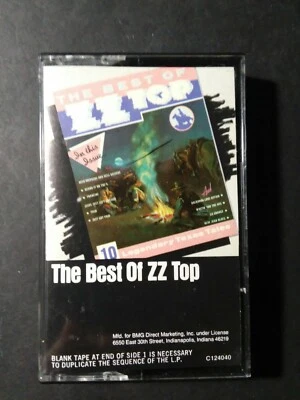 THE BEST OF
ZZ TOP
In this
Issue
And
10 Legendary Texas Tales
The Best Of ZZ Top
Mfd. for BMG Direct Marketing, Inc. under License
6550 East 30th Street, Indianapolis, Indiana 46219
BLANK TAPE AT END OF SIDE 1 IS NECESSARY
TO DUPLICATE THE SEQUENCE OF THE L.P.
C124040